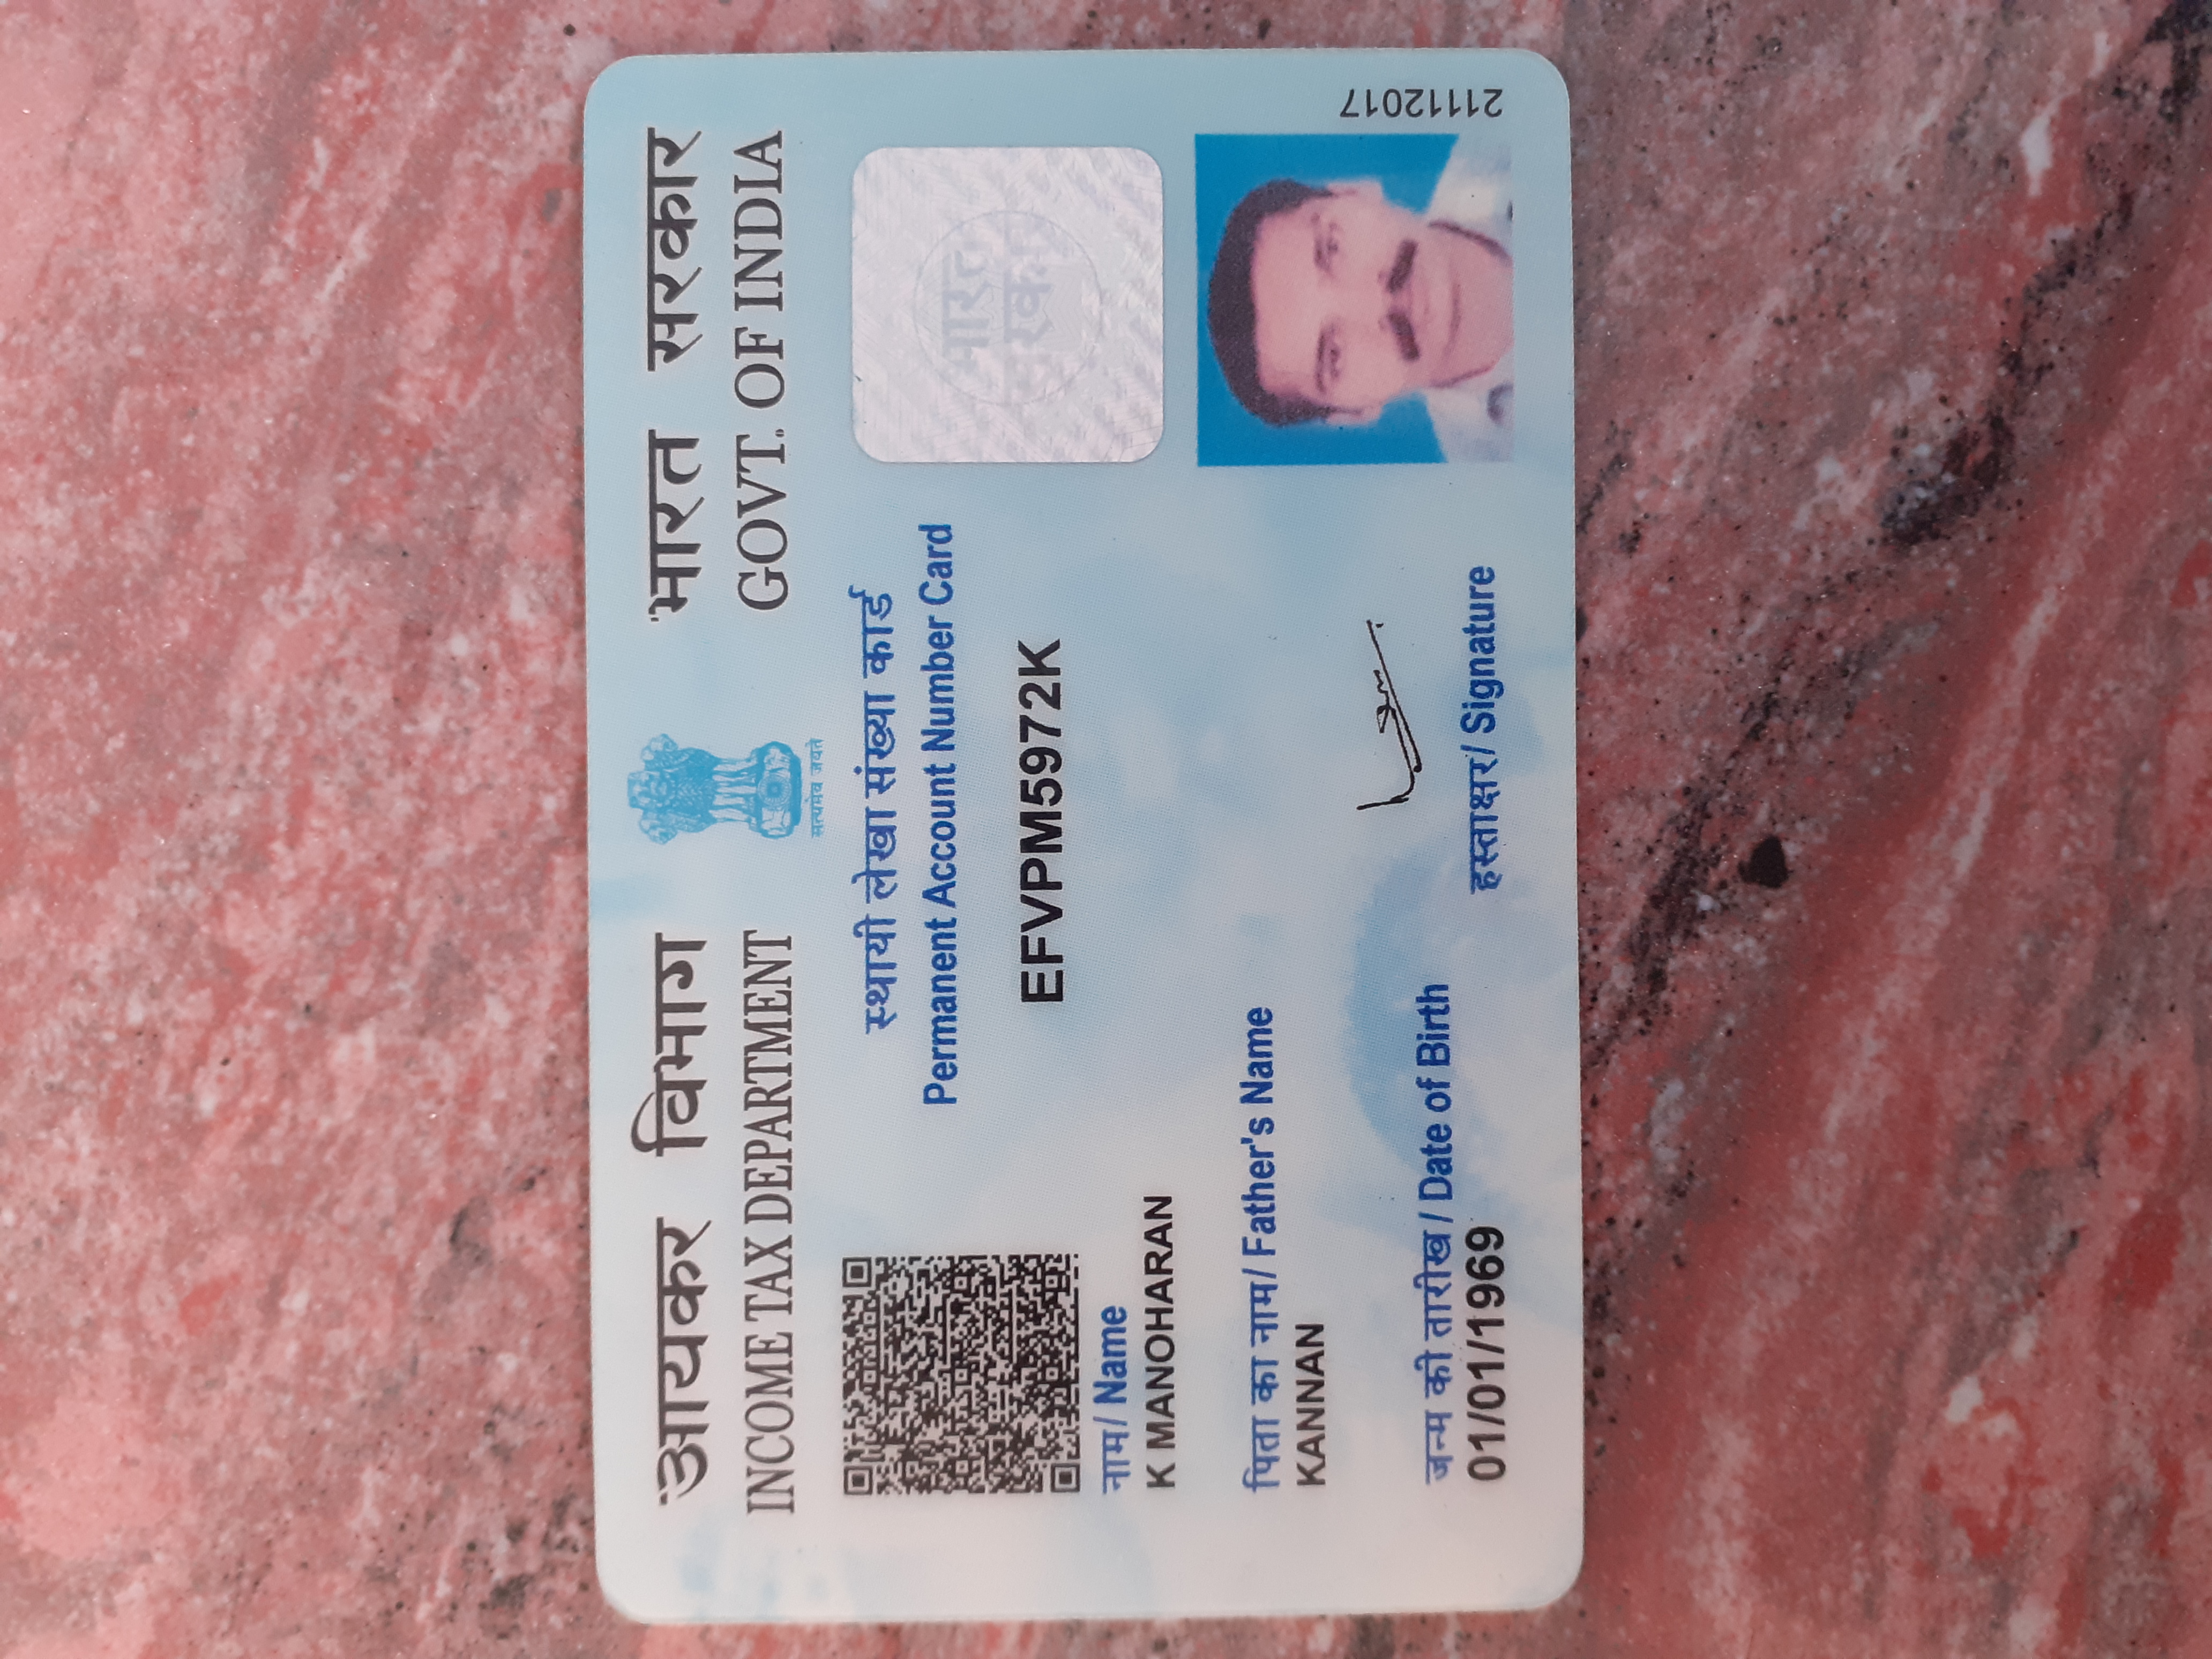 आयकर विभाग
INCOME TAX DEPARTMENT
सत्यमेव जयते
भारत सरकार
GOVT. OF INDIA
स्थायी लेखा संख्या कार्ड
Permanent Account Number Card
EFVPM5972K
भारत
सरकार
नाम/ Name
K MANOHARAN
पिता का नाम/ Father's Name
KANNAN
जन्म की तारीख / Date of Birth
01/01/1969
हस्ताक्षर/ Signature
21112017